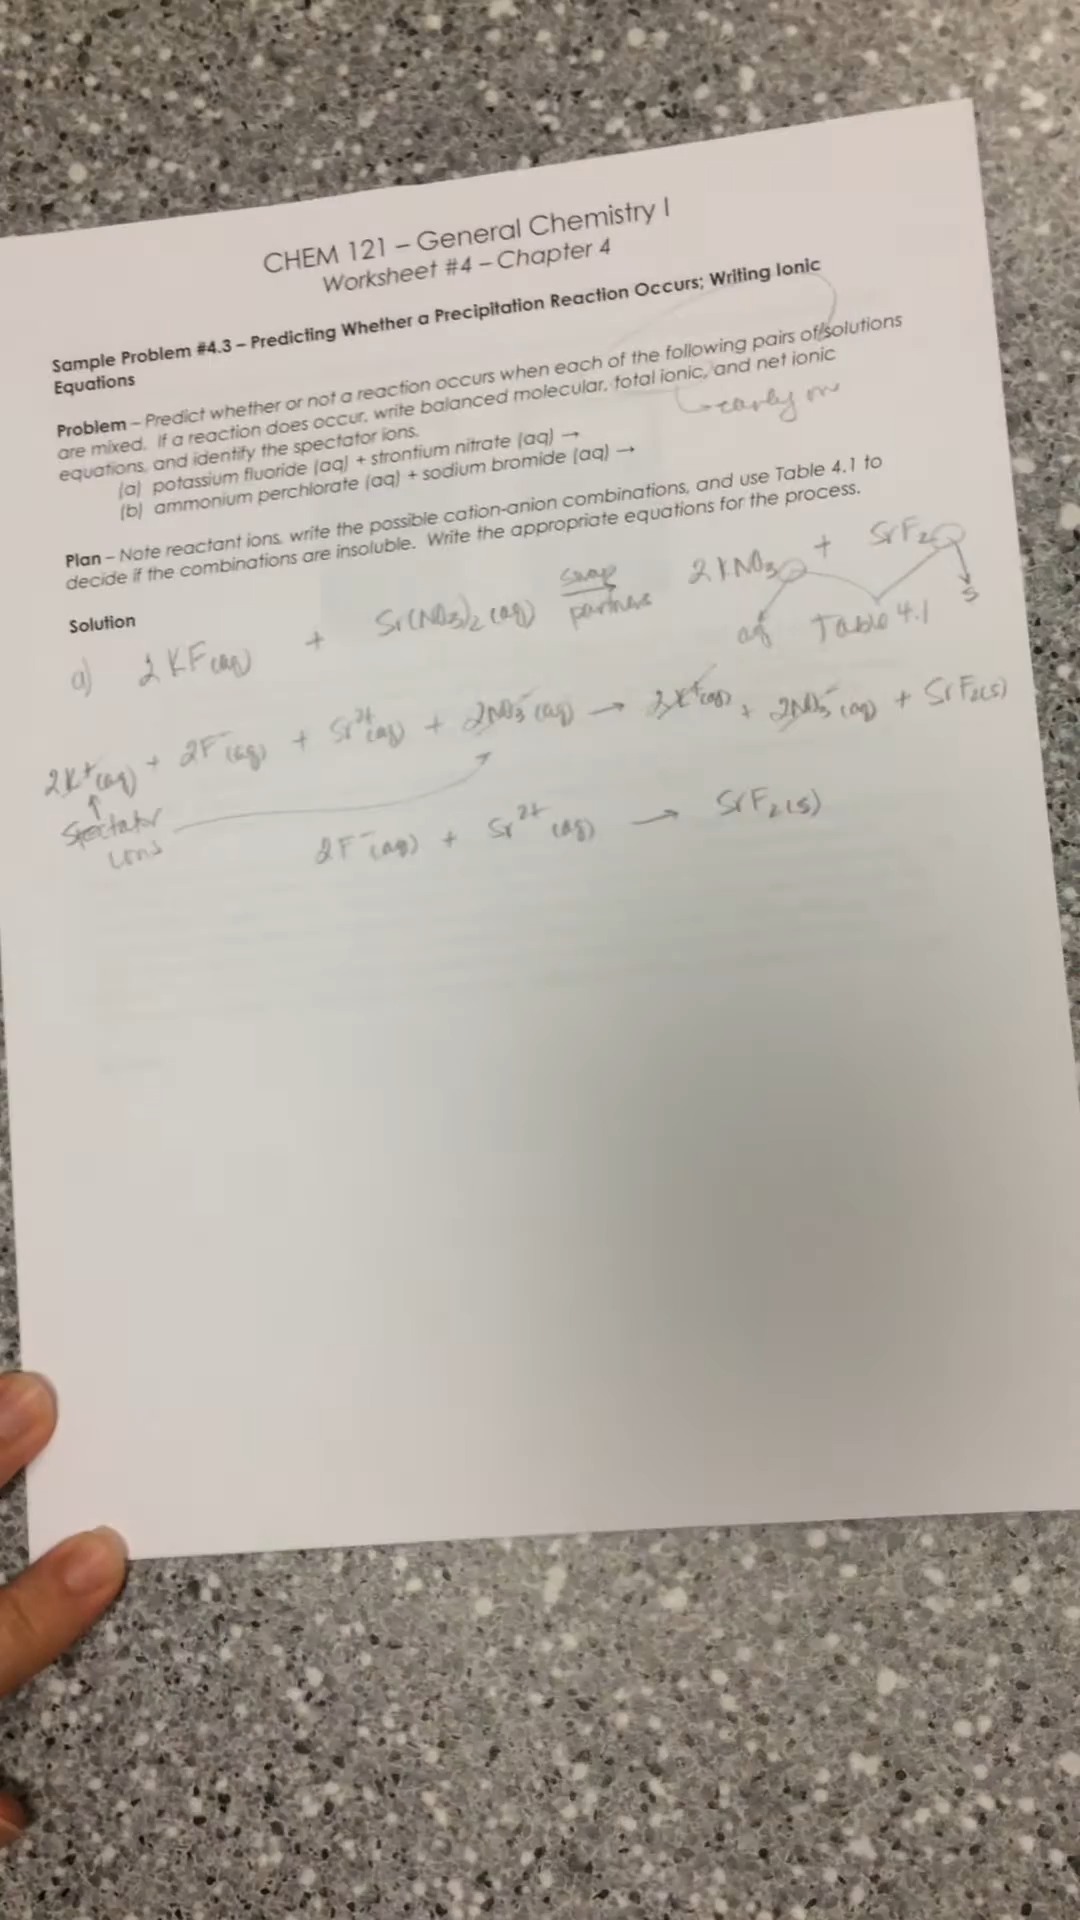 CHEM 121 – General Chemistry I
Worksheet #4 – Chapter 4
Sample Problem #4.3 – Predicting Whether a Precipitation Reaction Occurs; Writing Ionic
Equations
Problem – Predict whether or not a reaction occurs when each of the following pairs of solutions
are mixed. If a reaction does occur, write balanced molecular, total ionic, and net ionic
equations, and identify the spectator ions.
(a) potassium fluoride (aq) + strontium nitrate (aq) →
(b) ammonium perchlorate (aq) + sodium bromide (aq) →
Plan – Note reactant ions, write the possible cation-anion combinations, and use Table 4.1 to
decide if the combinations are insoluble. Write the appropriate equations for the process.
Solution
a) 2KF(aq) + Sr(NO3)2 (aq) swap partners → 2KNO3 + SrF2
aq Table 4.1 s
2K+(aq) + 2F-(aq) + Sr2+(aq) + 2NO3-(aq) → 2K+(aq) + 2NO3-(aq) + SrF2(s)
Spectator
ions
2F-(aq) + Sr2+(aq) → SrF2(s)